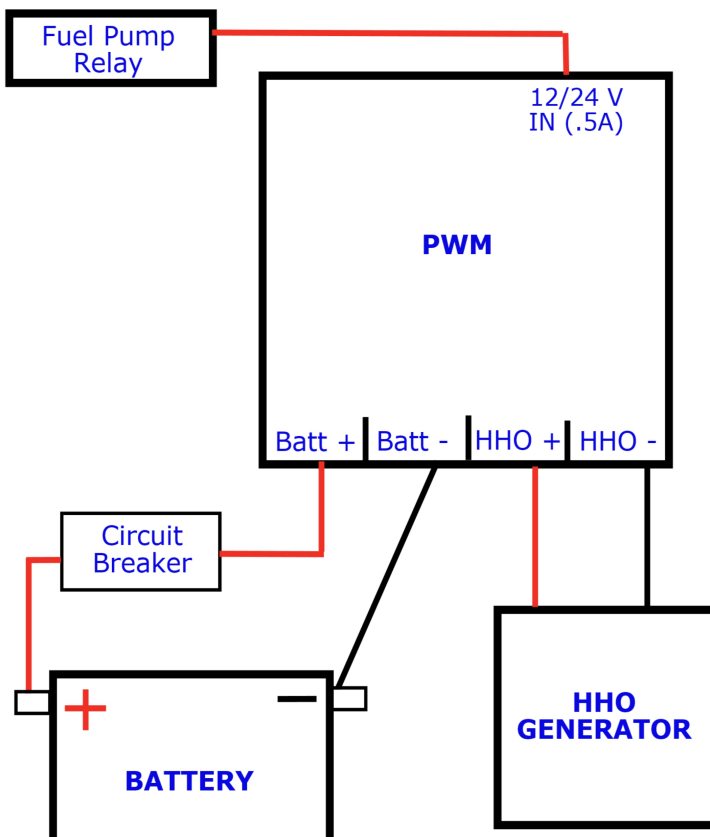 Fuel Pump
Relay
12/24 V
IN (.5A)
PWM
Batt + Batt - HHO + HHO -
Circuit
Breaker
+ −
HHO
GENERATOR
BATTERY